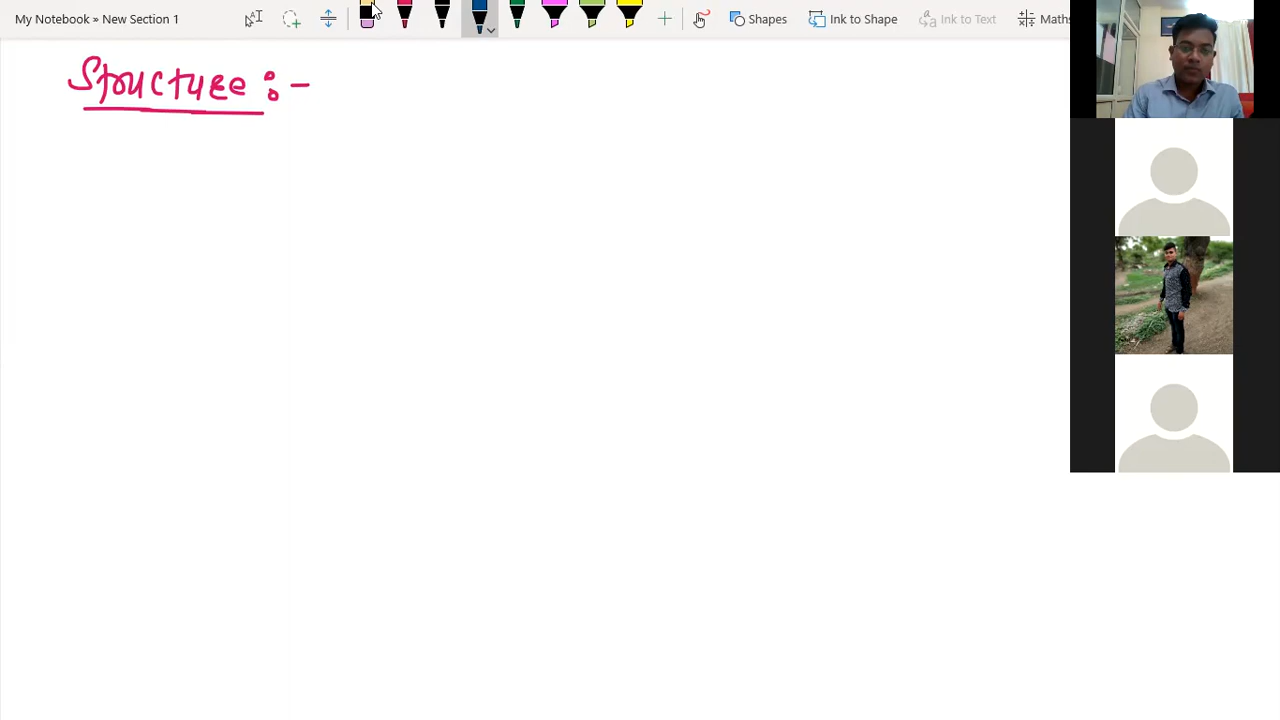 My Notebook » New Section 1
Shapes
Ink to Shape
Ink to Text
Maths
Structure :-